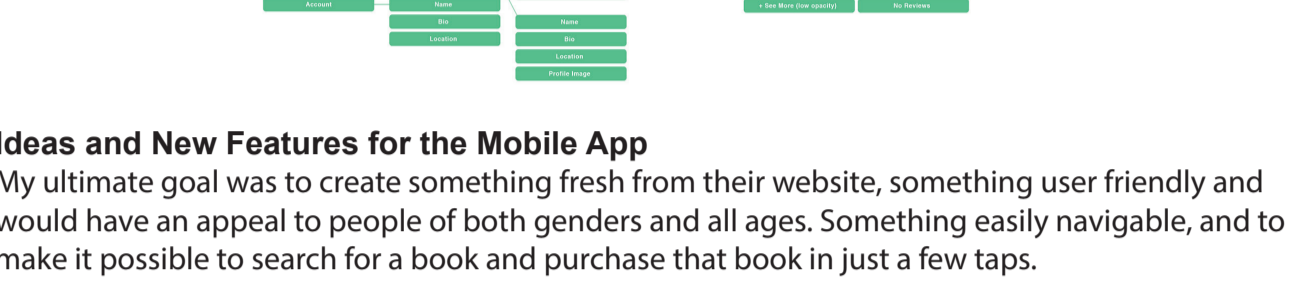 Account
Name
+ See More (low opacity)
No Reviews
Bio
Name
Location
Bio
Location
Profile Image
Ideas and New Features for the Mobile App
My ultimate goal was to create something fresh from their website, something user friendly and
would have an appeal to people of both genders and all ages. Something easily navigable, and to
make it possible to search for a book and purchase that book in just a few taps.